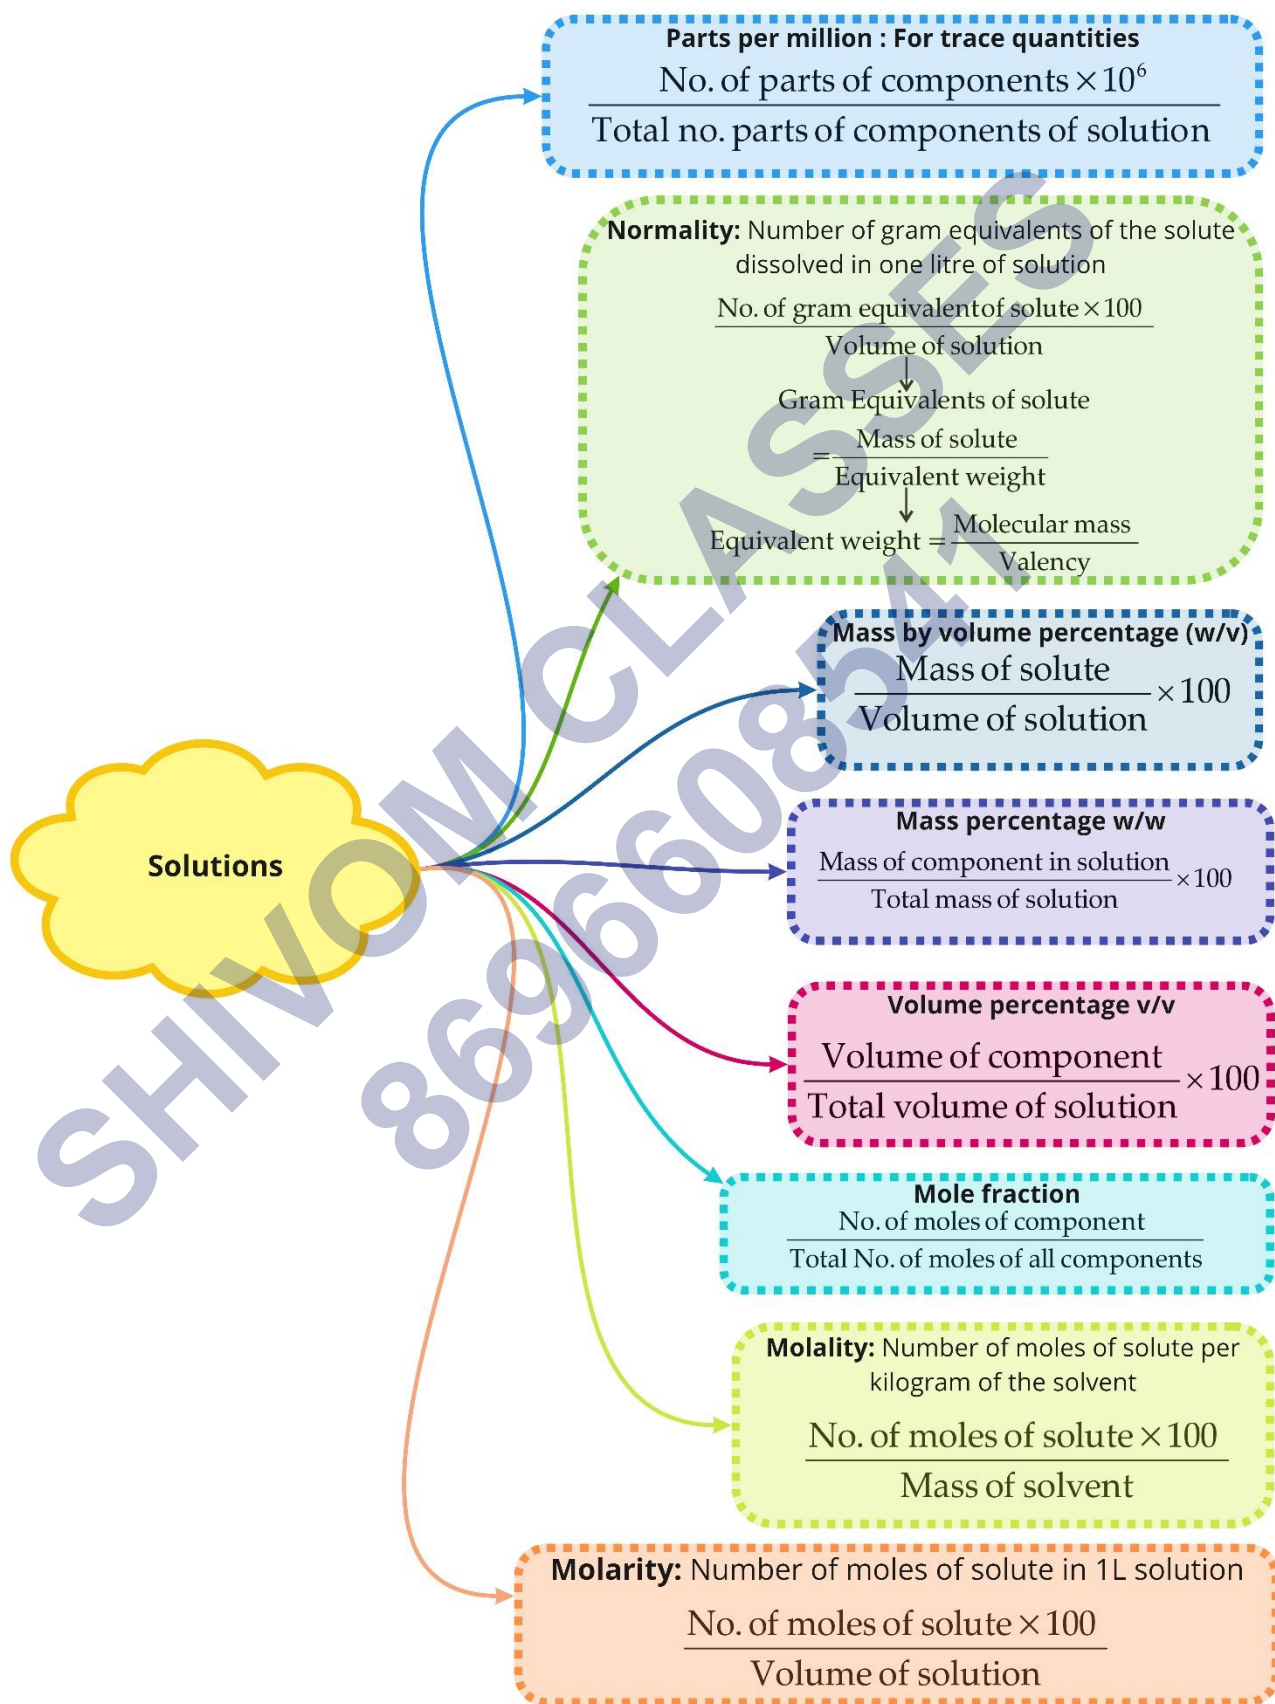 Parts per million : For trace quantities
No. of parts of components × 10⁶
Total no. parts of components of solution
Normality: Number of gram equivalents of the solute
dissolved in one litre of solution
No. of gram equivalent of solute × 100
Volume of solution
Gram Equivalents of solute
= Mass of solute
Equivalent weight
Equivalent weight = Molecular mass
Valency
Mass by volume percentage (w/v)
Mass of solute
Volume of solution × 100
Mass percentage w/w
Mass of component in solution
Total mass of solution × 100
Solutions
Volume percentage v/v
Volume of component
Total volume of solution × 100
Mole fraction
No. of moles of component
Total No. of moles of all components
Molality: Number of moles of solute per
kilogram of the solvent
No. of moles of solute × 100
Mass of solvent
Molarity: Number of moles of solute in 1L solution
No. of moles of solute × 100
Volume of solution
SHIVOM CLASSES
8696608541